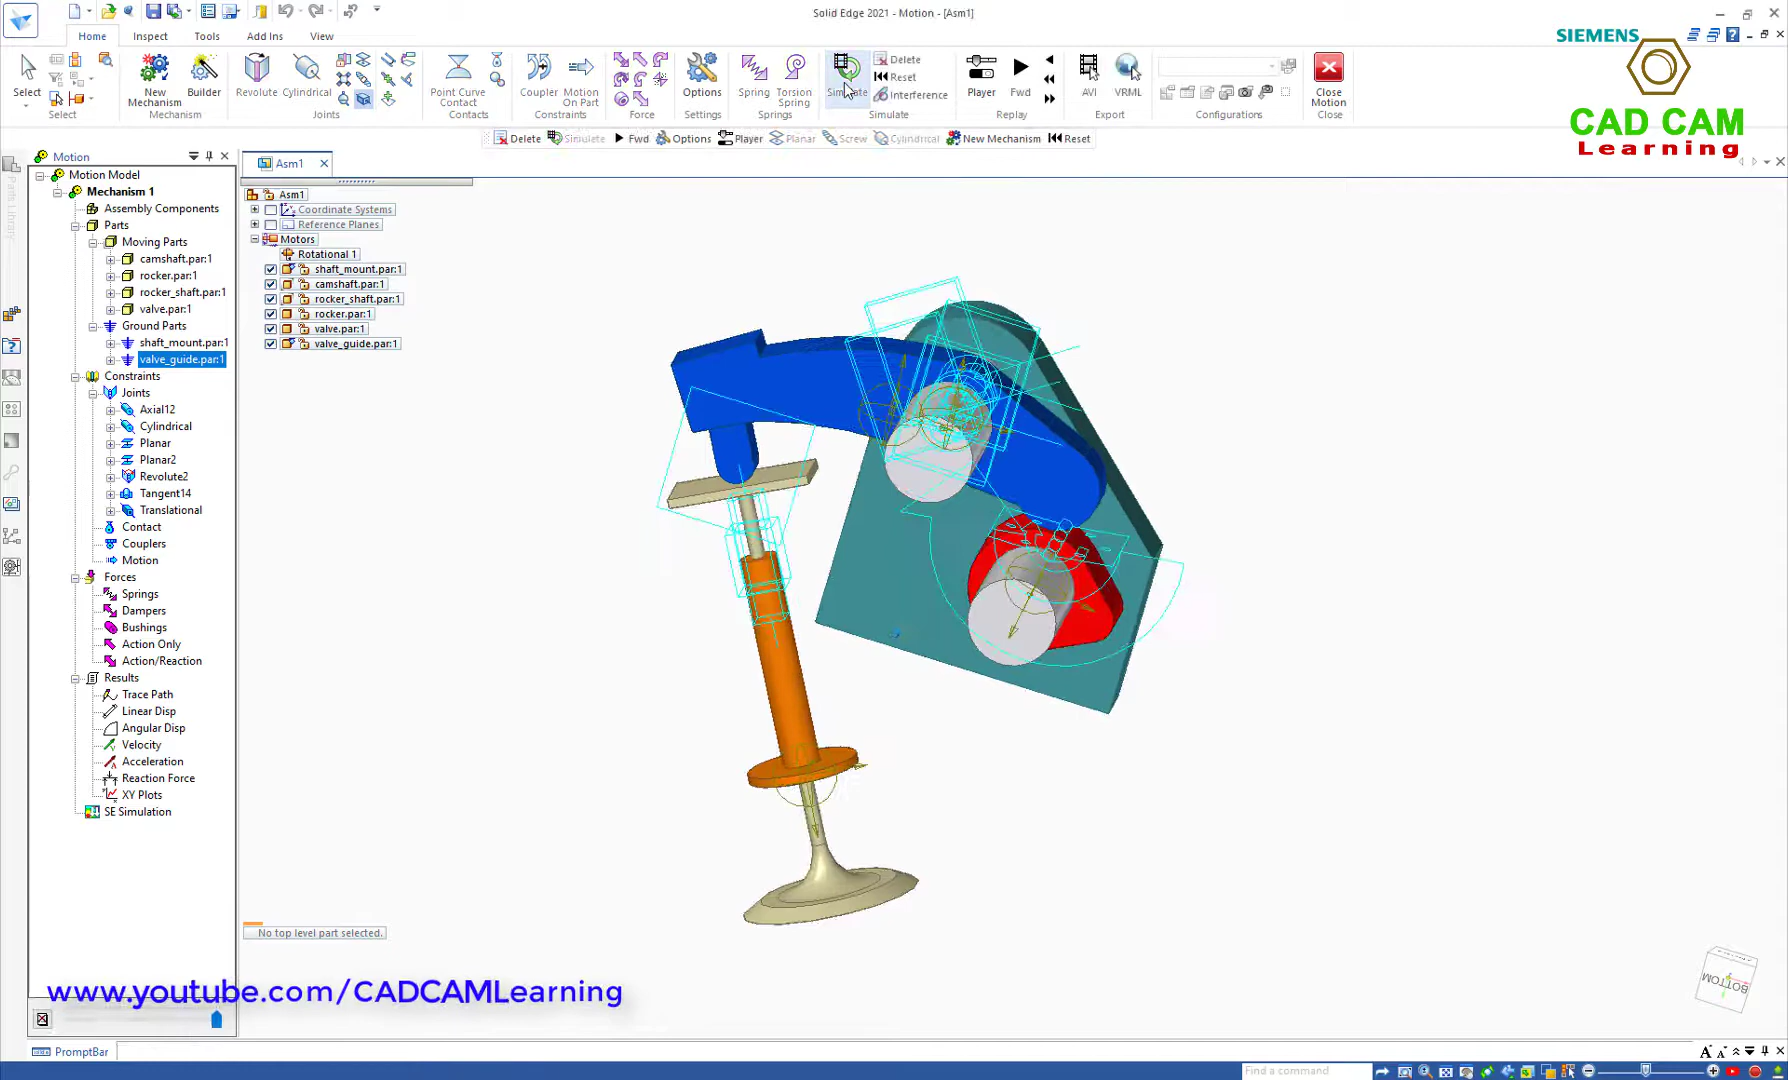 Solid Edge 2021 - Motion - [Asm1]
SIEMENS
CAD CAM
Learning
Home
Inspect
Tools
Add Ins
View
Select
New
Mechanism
Builder
Revolute
Cylindrical
Point Curve
Contact
Coupler
Motion
On Part
Options
Spring
Torsion
Spring
Simulate
Delete
Reset
Interference
Player
Fwd
AVI
VRML
Close
Motion
Select
Mechanism
Joints
Contacts
Constraints
Force
Settings
Springs
Simulate
Replay
Export
Configurations
Close
Delete
Simulate
Fwd
Options
Player
Planar
Screw
Cylindrical
New Mechanism
Reset
Motion
Motion Model
Mechanism 1
Assembly Components
Parts
Moving Parts
camshaft.par:1
rocker.par:1
rocker_shaft.par:1
valve.par:1
Ground Parts
shaft_mount.par:1
valve_guide.par:1
Constraints
Joints
Axial12
Cylindrical
Planar
Planar2
Revolute2
Tangent14
Translational
Contact
Couplers
Motion
Forces
Springs
Dampers
Bushings
Action Only
Action/Reaction
Results
Trace Path
Linear Disp
Angular Disp
Velocity
Acceleration
Reaction Force
XY Plots
SE Simulation
Asm1
Asm1
Coordinate Systems
Reference Planes
Motors
Rotational 1
shaft_mount.par:1
camshaft.par:1
rocker_shaft.par:1
rocker.par:1
valve.par:1
valve_guide.par:1
No top level part selected.
BOTTOM
www.youtube.com/CADCAMLearning
PromptBar
Find a command